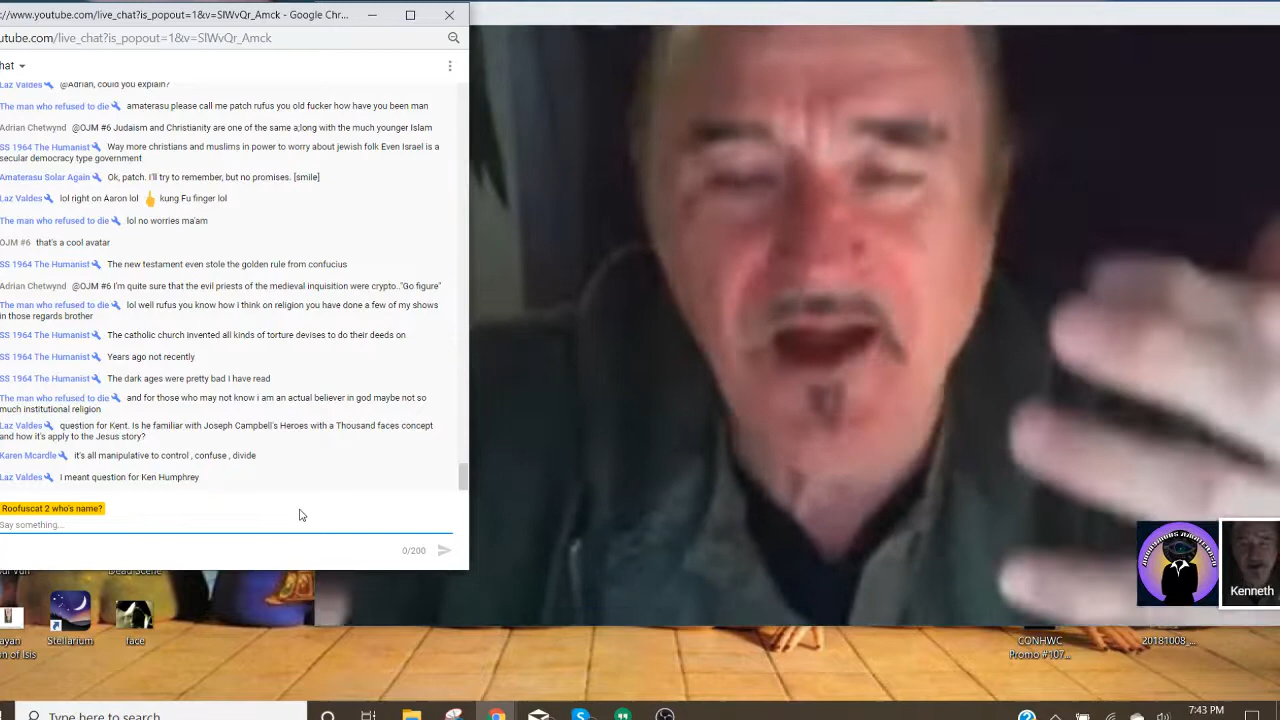 ://www.youtube.com/live_chat?is_popout=1&v=SlWvQr_Amck - Google Chr...
utube.com/live_chat?is_popout=1&v=SlWvQr_Amck
hat
Laz Valdes @Adrian, could you explain?
The man who refused to die amaterasu please call me patch rufus you old fucker how have you been man
Adrian Chetwynd @OJM #6 Judaism and Christianity are one of the same a;long with the much younger Islam
SS 1964 The Humanist Way more christians and muslims in power to worry about jewish folk Even Israel is a
secular democracy type government
Amaterasu Solar Again Ok, patch. I'll try to remember, but no promises. [smile]
Laz Valdes lol right on Aaron lol kung Fu finger lol
The man who refused to die lol no worries ma'am
OJM #6 that's a cool avatar
SS 1964 The Humanist The new testament even stole the golden rule from confucius
Adrian Chetwynd @OJM #6 I'm quite sure that the evil priests of the medieval inquisition were crypto.."Go figure"
The man who refused to die lol well rufus you know how i think on religion you have done a few of my shows
in those regards brother
SS 1964 The Humanist The catholic church invented all kinds of torture devises to do their deeds on
SS 1964 The Humanist Years ago not recently
SS 1964 The Humanist The dark ages were pretty bad I have read
The man who refused to die and for those who may not know i am an actual believer in god maybe not so
much institutional religion
Laz Valdes question for Kent. Is he familiar with Joseph Campbell's Heroes with a Thousand faces concept
and how it's apply to the Jesus story?
Karen Mcardle it's all manipulative to control , confuse , divide
Laz Valdes I meant question for Ken Humphrey
Roofuscat 2 who's name?
Say something...
0/200
Kenneth
Dead Scene
ayan
on of Isis
Stellarium
face
CONHWC
Promo #107...
20181008_...
Type here to search
7:43 PM